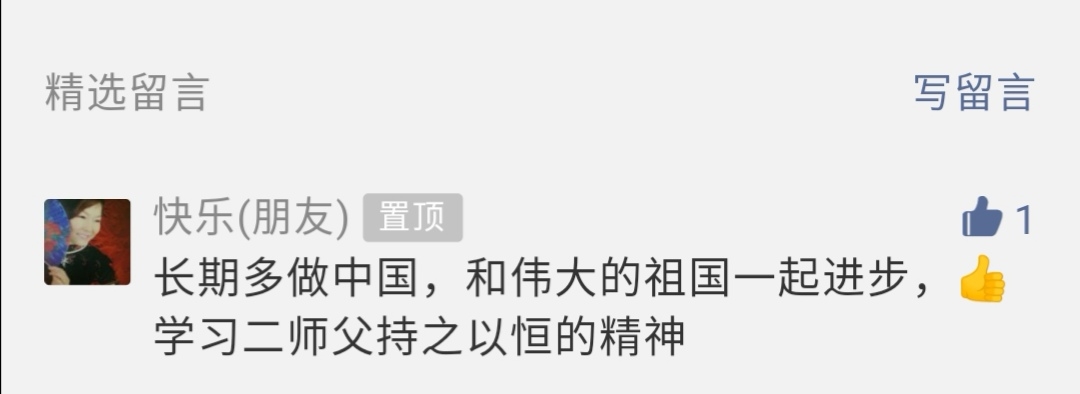 精选留言 写留言
快乐(朋友) 置顶 1
长期多做中国，和伟大的祖国一起进步，👍
学习二师父持之以恒的精神